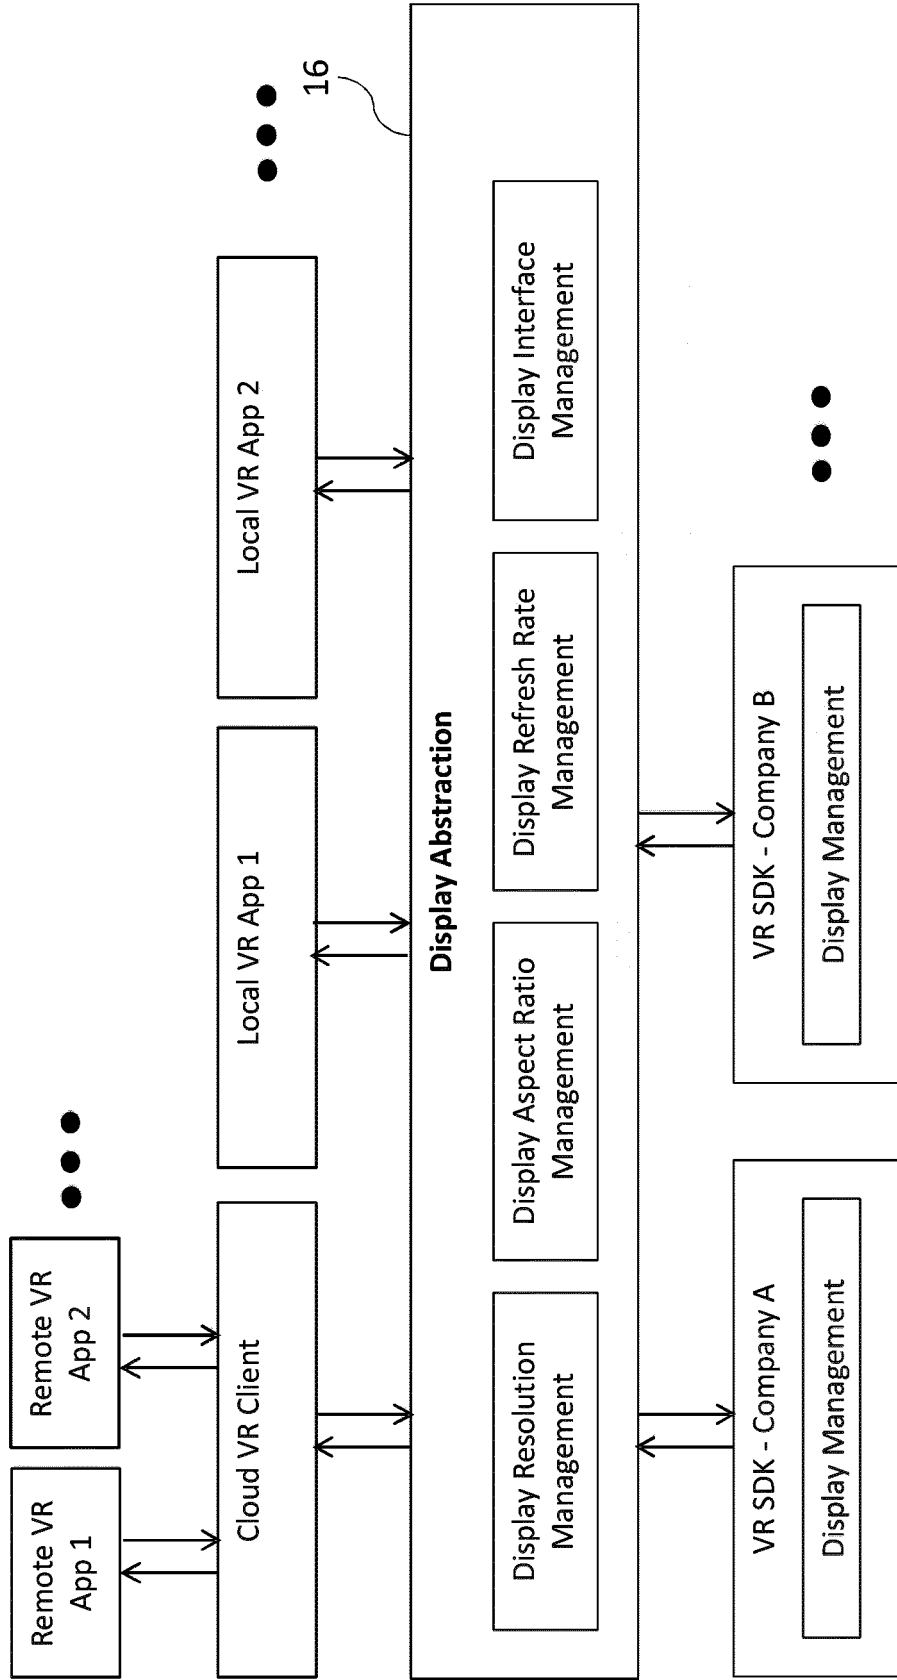 Remote VR
App 1
Remote VR
App 2
Cloud VR Client
Local VR App 1
Local VR App 2
16
Display Abstraction
Display Resolution
Management
Display Aspect Ratio
Management
Display Refresh Rate
Management
Display Interface
Management
VR SDK - Company A
Display Management
VR SDK - Company B
Display Management